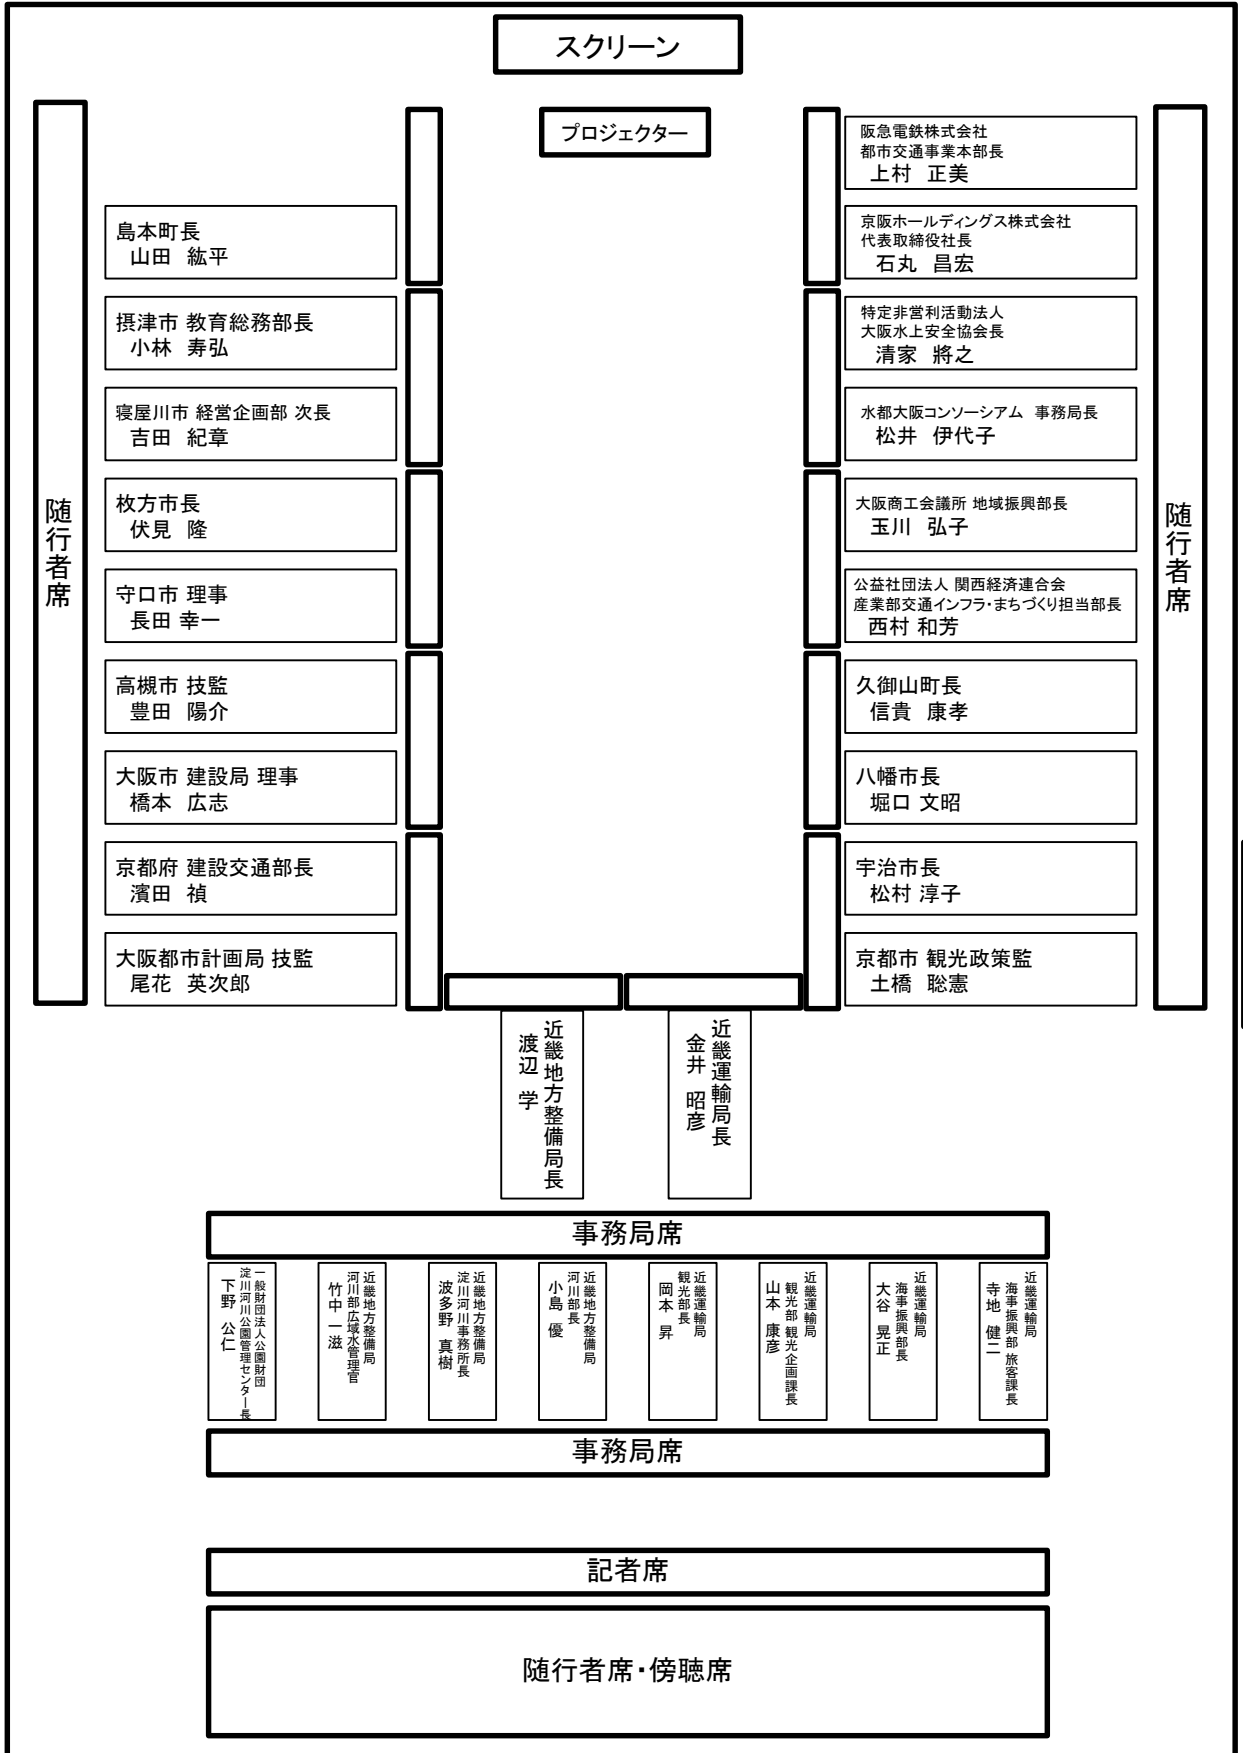 スクリーン
プロジェクター
随行者席
島本町長
山田 紘平
摂津市 教育総務部長
小林 寿弘
寝屋川市 経営企画部 次長
吉田 紀章
枚方市長
伏見 隆
守口市 理事
長田 幸一
高槻市 技監
豊田 陽介
大阪市 建設局 理事
橋本 広志
京都府 建設交通部長
濱田 禎
大阪都市計画局 技監
尾花 英次郎
阪急電鉄株式会社
都市交通事業本部長
上村 正美
京阪ホールディングス株式会社
代表取締役社長
石丸 昌宏
特定非営利活動法人
大阪水上安全協会長
清家 將之
水都大阪コンソーシアム 事務局長
松井 伊代子
大阪商工会議所 地域振興部長
玉川 弘子
公益社団法人 関西経済連合会
産業部交通インフラ・まちづくり担当部長
西村 和芳
久御山町長
信貴 康孝
八幡市長
堀口 文昭
宇治市長
松村 淳子
京都市 観光政策監
土橋 聡憲
随行者席
近畿地方整備局長
渡辺 学
近畿運輸局長
金井 昭彦
事務局席
一般財団法人公園財団
淀川河川公園管理センター長
下野 公仁
近畿地方整備局
河川部広域水管理官
竹中 一滋
近畿地方整備局
淀川河川事務所長
波多野 真樹
近畿地方整備局
河川部長
小島 優
近畿運輸局
観光部長
岡本 昇
近畿運輸局
観光部 観光企画課長
山本 康彦
近畿運輸局
海事振興部長
大谷 晃正
近畿運輸局
海事振興部 旅客課長
寺地 健二
事務局席
記者席
随行者席・傍聴席